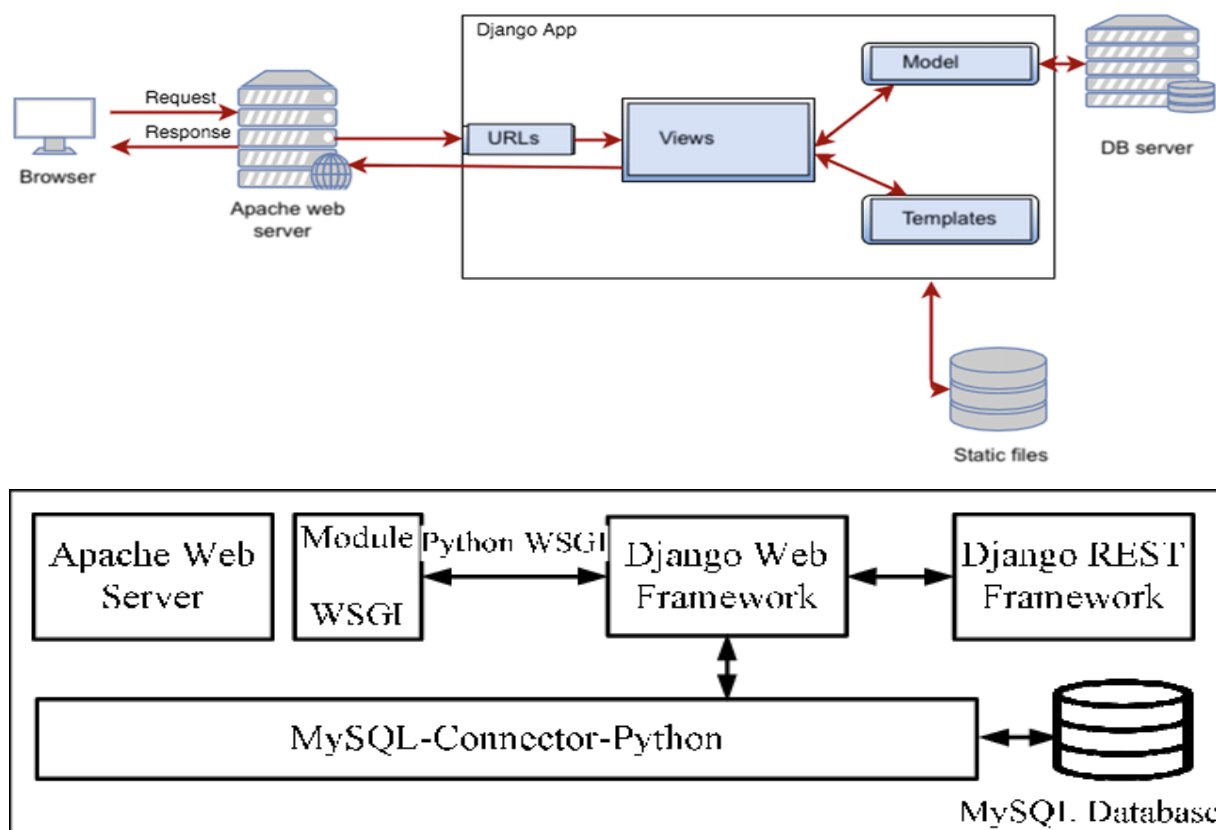 Django App
Model
Request
Response
URLs
Views
DB server
Browser
Apache web
server
Templates
Static files
Apache Web
Server
Module
WSGI
Python WSGI
Django Web
Framework
Django REST
Framework
MySQL-Connector-Python
MySQL Database